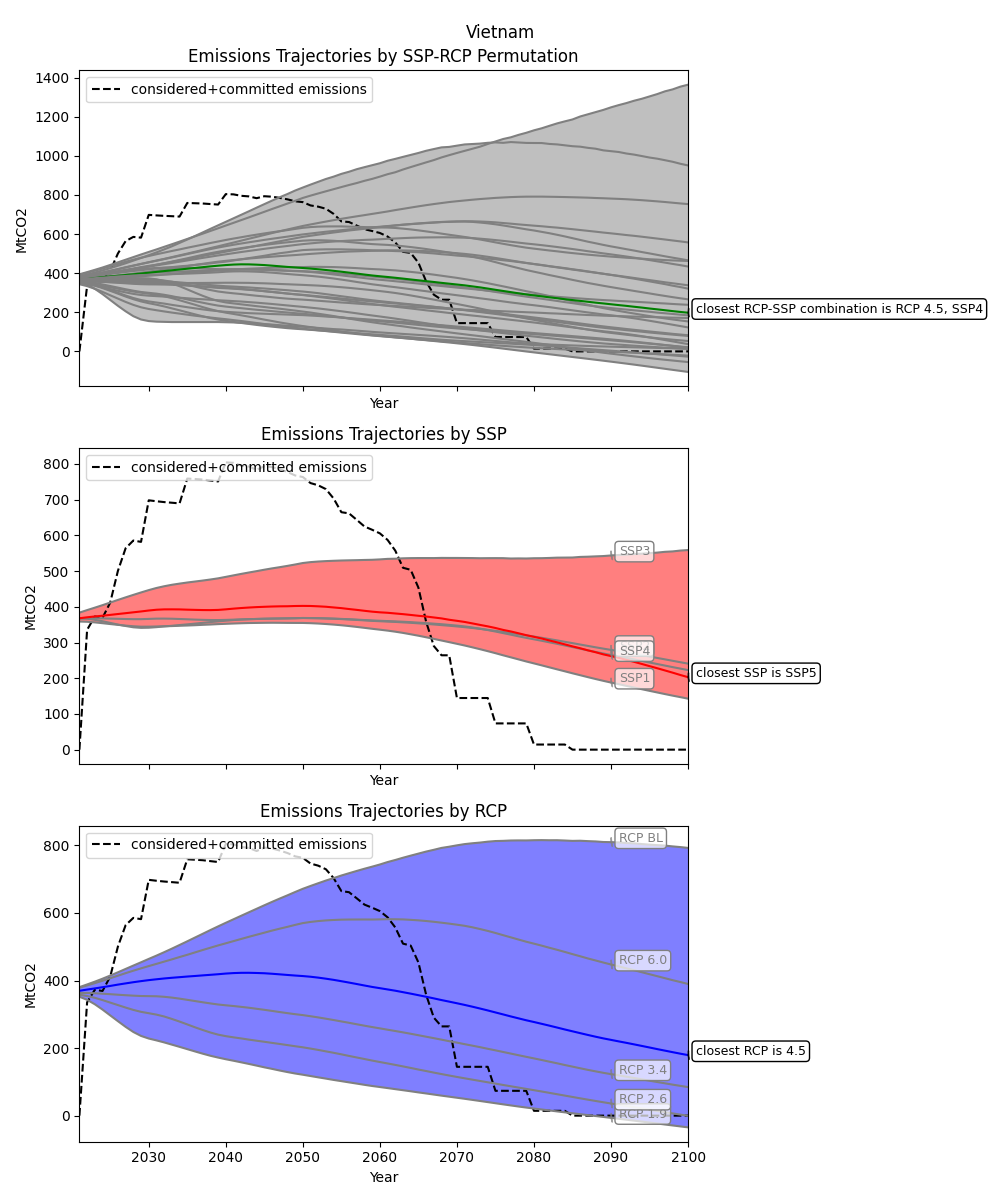 Vietnam
Emissions Trajectories by SSP-RCP Permutation
considered+committed emissions
1400
1200
1000
800
600
400
200
0
MtCO2
closest RCP-SSP combination is RCP 4.5, SSP4
Year
Emissions Trajectories by SSP
considered+committed emissions
800
700
600
500
400
300
200
100
0
MtCO2
SSP3
SSP4
SSP1
closest SSP is SSP5
Year
Emissions Trajectories by RCP
considered+committed emissions
800
600
400
200
0
MtCO2
RCP BL
RCP 6.0
RCP 3.4
RCP 2.6
RCP 1.9
closest RCP is 4.5
2030 2040 2050 2060 2070 2080 2090 2100
Year